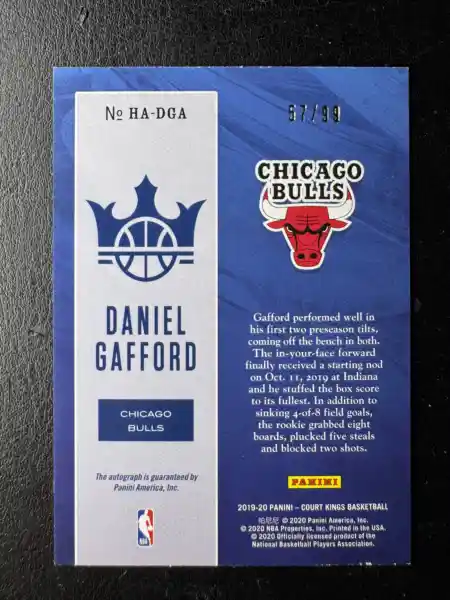 № HA-DGA
57/99
CHICAGO
BULLS
DANIEL
GAFFORD
CHICAGO
BULLS
The autograph is guaranteed by
Panini America, Inc.
NBA
Gafford performed well in
his first two preseason tilts,
coming off the bench in both.
The in-your-face forward
finally received a starting nod
on Oct. 11, 2019 at Indiana
and he stuffed the box score
to its fullest. In addition to
sinking 4-of-8 field goals,
the rookie grabbed eight
boards, plucked five steals
and blocked two shots.
PANINI
2019-20 PANINI – COURT KINGS BASKETBALL
帕尼尼 © 2020 Panini America, Inc.
© 2020 NBA Properties, Inc. Printed in the USA.
© 2020 Officially licensed product of the
National Basketball Players Association.